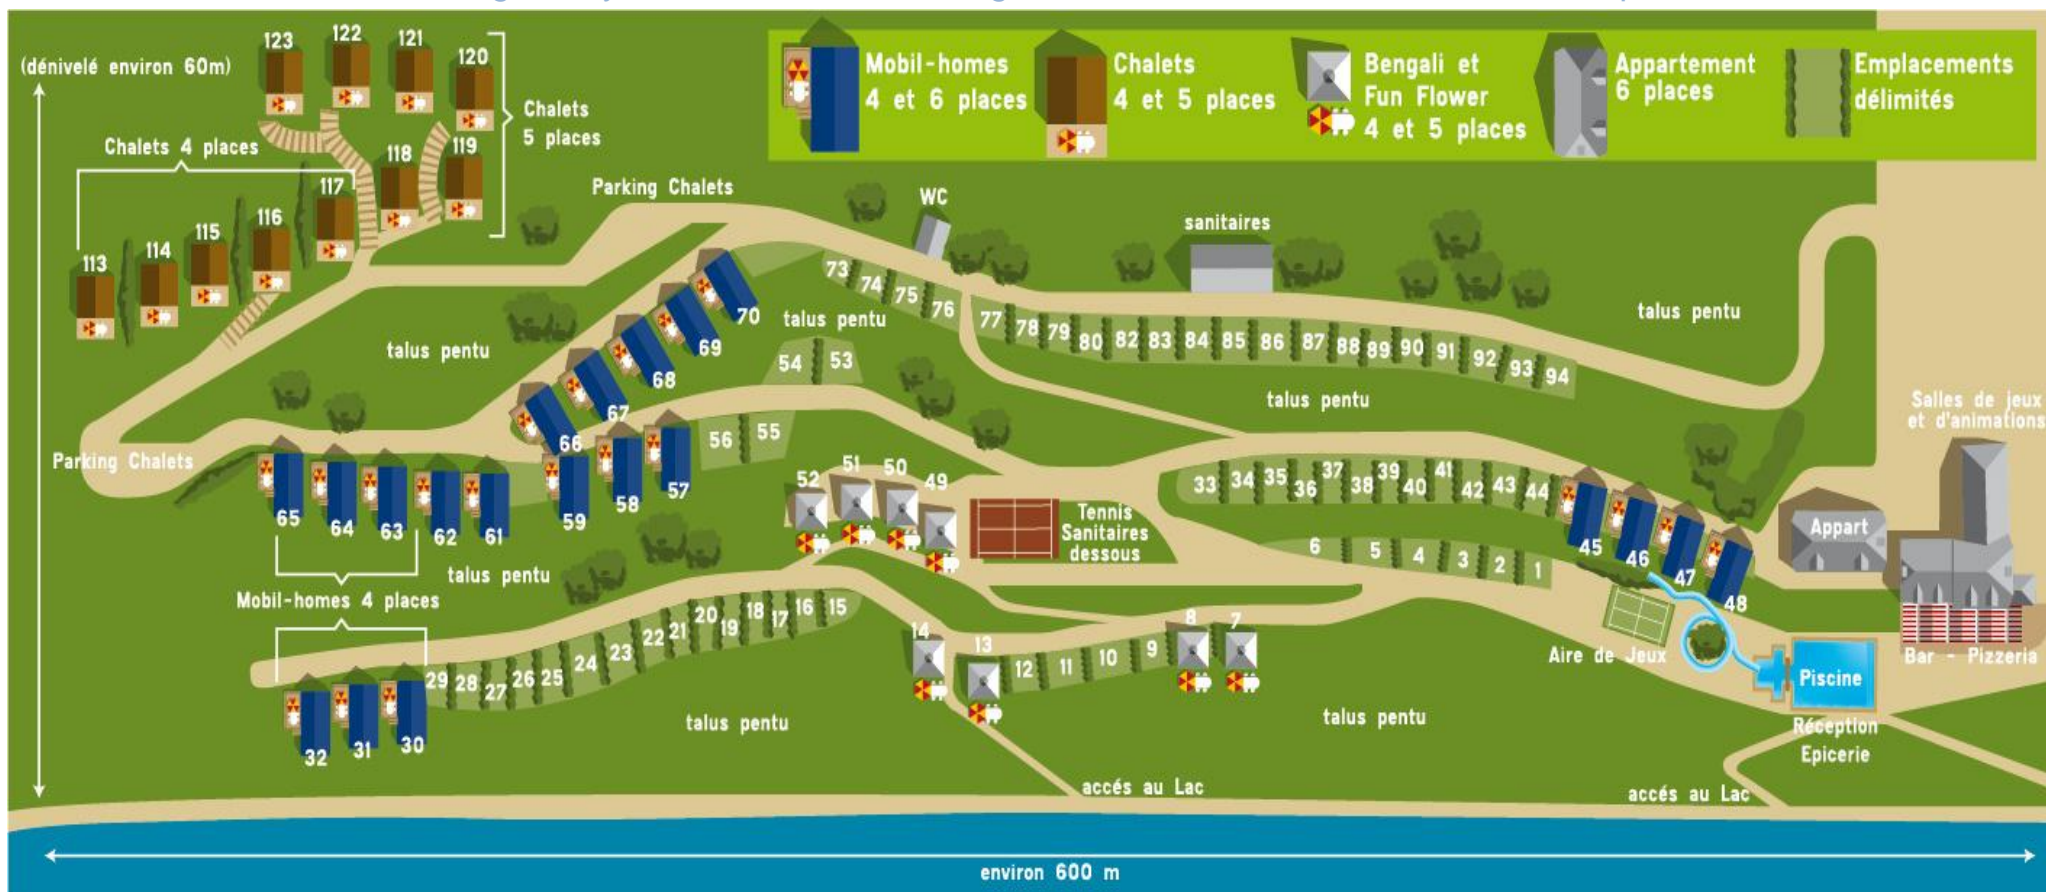 123
122
121
120
(dénivelé environ 60m)
Chalets
5 places
Chalets 4 places
119
118
117
116
115
114
113
Mobil-homes
4 et 6 places
Chalets
4 et 5 places
Bengali et
Fun Flower
4 et 5 places
Appartement
6 places
Emplacements
délimités
Parking Chalets
WC
sanitaires
73
74
75
76
77
78
79
80
82
83
84
85
86
87
88
89
90
91
92
93
94
talus pentu
talus pentu
talus pentu
talus pentu
70
69
68
67
66
54
53
56
55
Parking Chalets
65
64
63
62
61
59
58
57
52
51
50
49
Tennis
Sanitaires
dessous
33
34
35
36
37
38
39
40
41
42
43
44
45
46
47
48
6
5
4
3
2
1
Salles de jeux
et d'animations
Appart
Bar - Pizzeria
Mobil-homes 4 places
talus pentu
32
31
30
29
28
27
26
25
24
23
22
21
20
19
18
17
16
15
14
13
12
11
10
9
8
7
Aire de Jeux
Piscine
Réception
Epicerie
talus pentu
talus pentu
accés au Lac
accés au Lac
environ 600 m